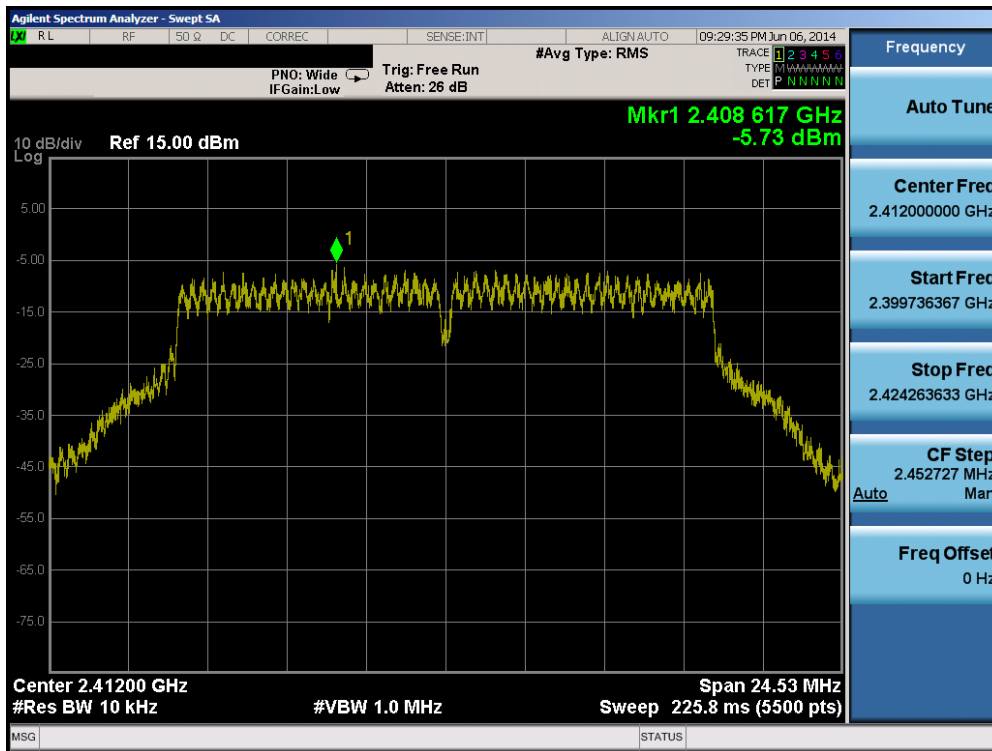 Agilent Spectrum Analyzer - Swept SA
LXI RL RF 50 Ω DC CORREC SENSE:INT ALIGN AUTO 09:29:35 PM Jun 06, 2014
PNO: Wide Trig: Free Run #Avg Type: RMS TRACE 1 2 3 4 5 6
IFGain:Low Atten: 26 dB TYPE M WWWWW
DET P N N N N N
Mkr1 2.408 617 GHz
-5.73 dBm
10 dB/div Ref 15.00 dBm
Log
5.00
-5.00
1
-15.0
-25.0
-35.0
-45.0
-55.0
-65.0
-75.0
Center 2.41200 GHz Span 24.53 MHz
#Res BW 10 kHz #VBW 1.0 MHz Sweep 225.8 ms (5500 pts)
MSG STATUS
Frequency
Auto Tune
Center Freq
2.412000000 GHz
Start Freq
2.399736367 GHz
Stop Freq
2.424263633 GHz
CF Step
2.452727 MHz
Auto Man
Freq Offset
0 Hz